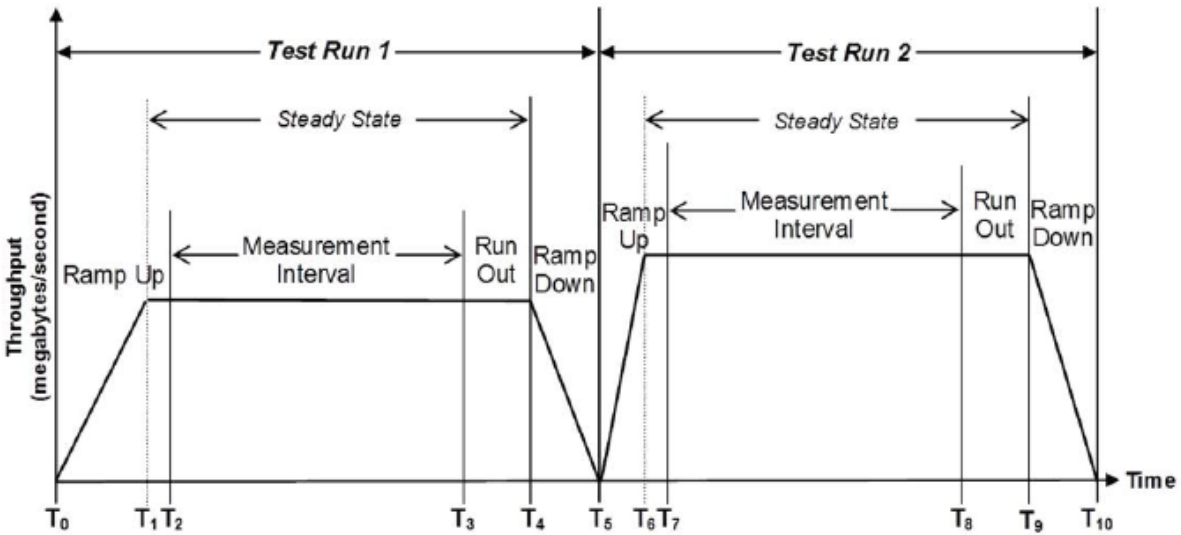 Test Run 1
Test Run 2
Steady State
Steady State
Throughput
(megabytes/second)
Ramp Up
Measurement
Interval
Run
Out
Ramp
Down
Ramp
Up
Measurement
Interval
Run
Out
Ramp
Down
Time
T0 T1 T2 T3 T4 T5 T6 T7 T8 T9 T10